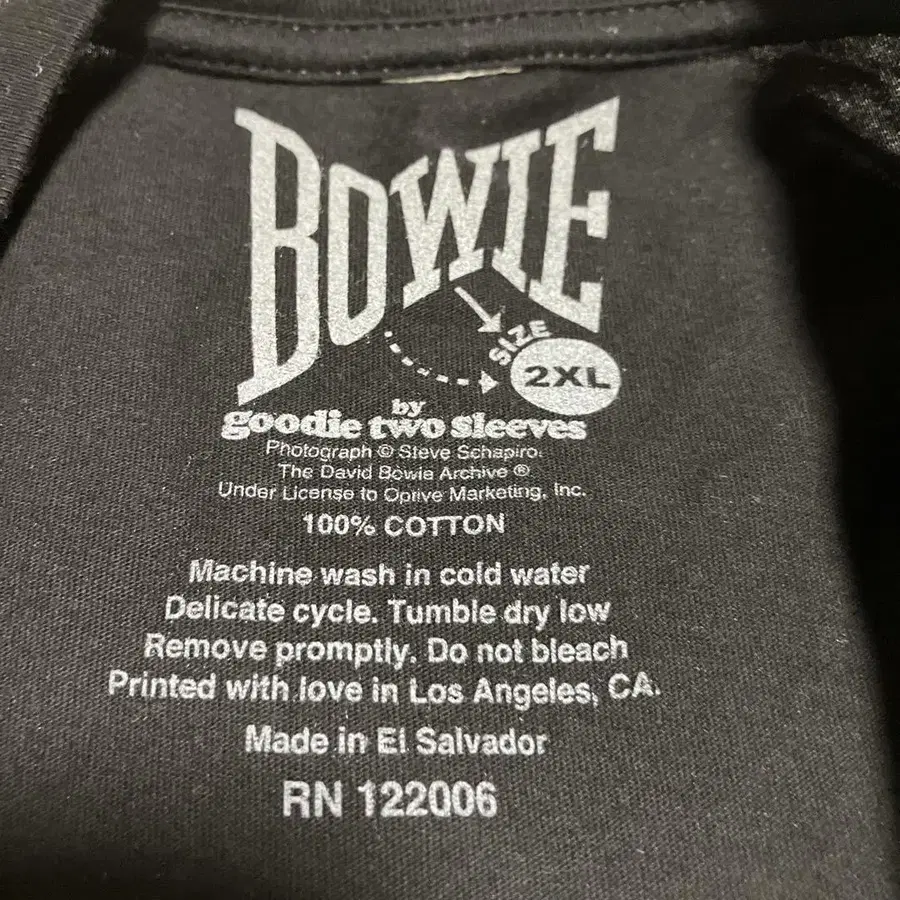 BOWIE
SIZE
2XL
by
goodie two sleeves
Photograph © Steve Schapiro.
The David Bowie Archive ®
Under License to Oprive Marketing, Inc.
100% COTTON
Machine wash in cold water
Delicate cycle. Tumble dry low
Remove promptly. Do not bleach
Printed with love in Los Angeles, CA.
Made in El Salvador
RN 122006